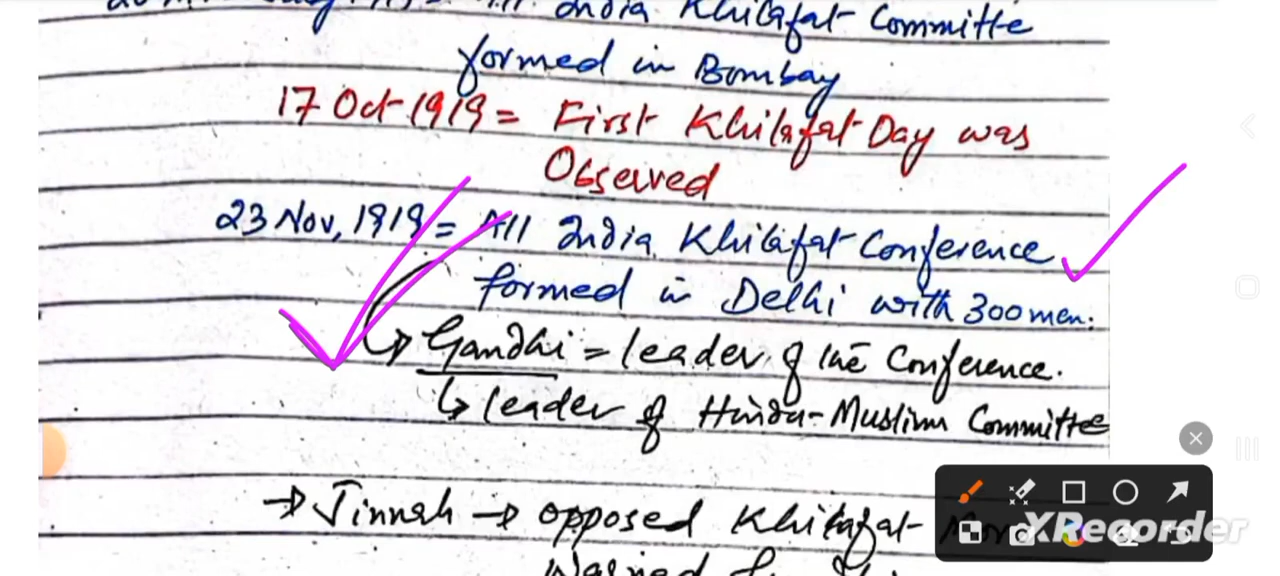 India Khilafat Committe
formed in Bombay
17 Oct 1919 = First Khilafat Day was
Observed
23 Nov, 1919 = All India Khilafat Conference
formed in Delhi with 300 men.
Gandhi = leader of the Conference.
leader of Hindu-Muslim Committee
Jinnah → opposed Khilafat
XRecorder